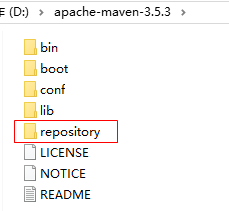 (D:) > apache-maven-3.5.3 >
bin
boot
conf
lib
repository
LICENSE
NOTICE
README